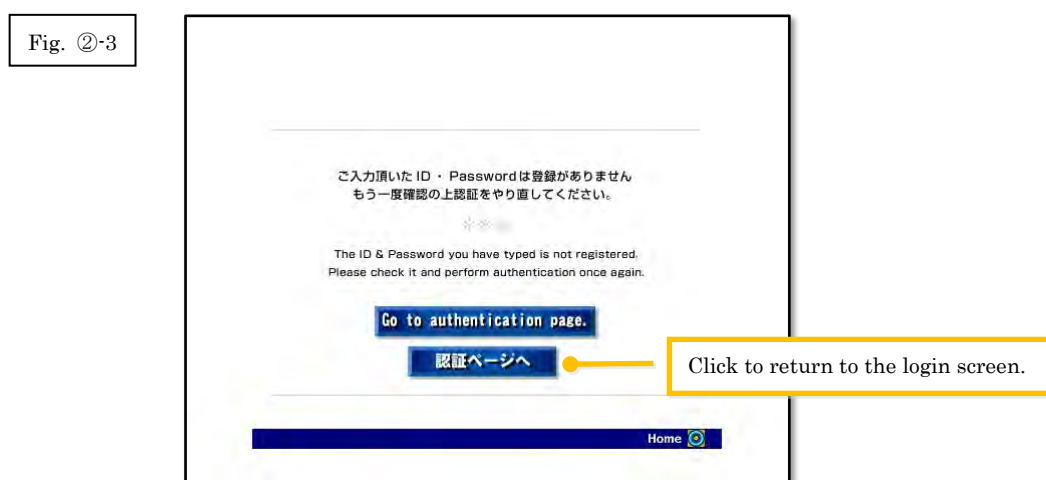 Fig. ②-3
ご入力頂いた ID ・ Passwordは登録がありません
もう一度確認の上認証をやり直してください。
The ID & Password you have typed is not registered.
Please check it and perform authentication once again.
Go to authentication page.
認証ページへ
Click to return to the login screen.
Home